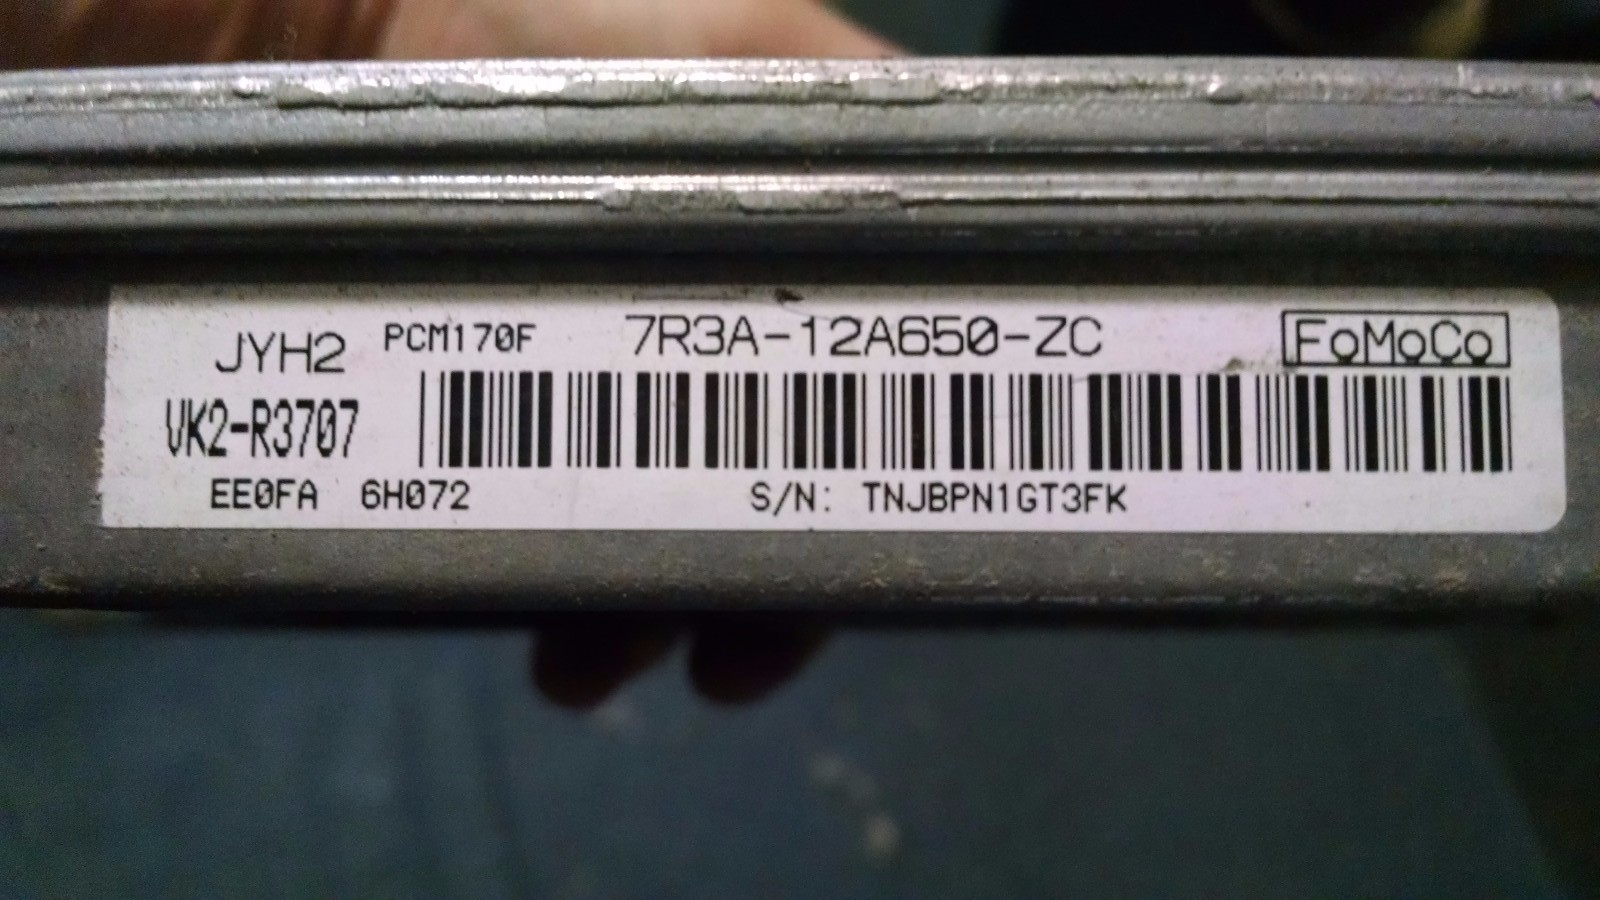 JYH2 PCM170F 7R3A-12A650-ZC FoMoCo
VK2-R3707
EE0FA 6H072 S/N: TNJBPN1GT3FK